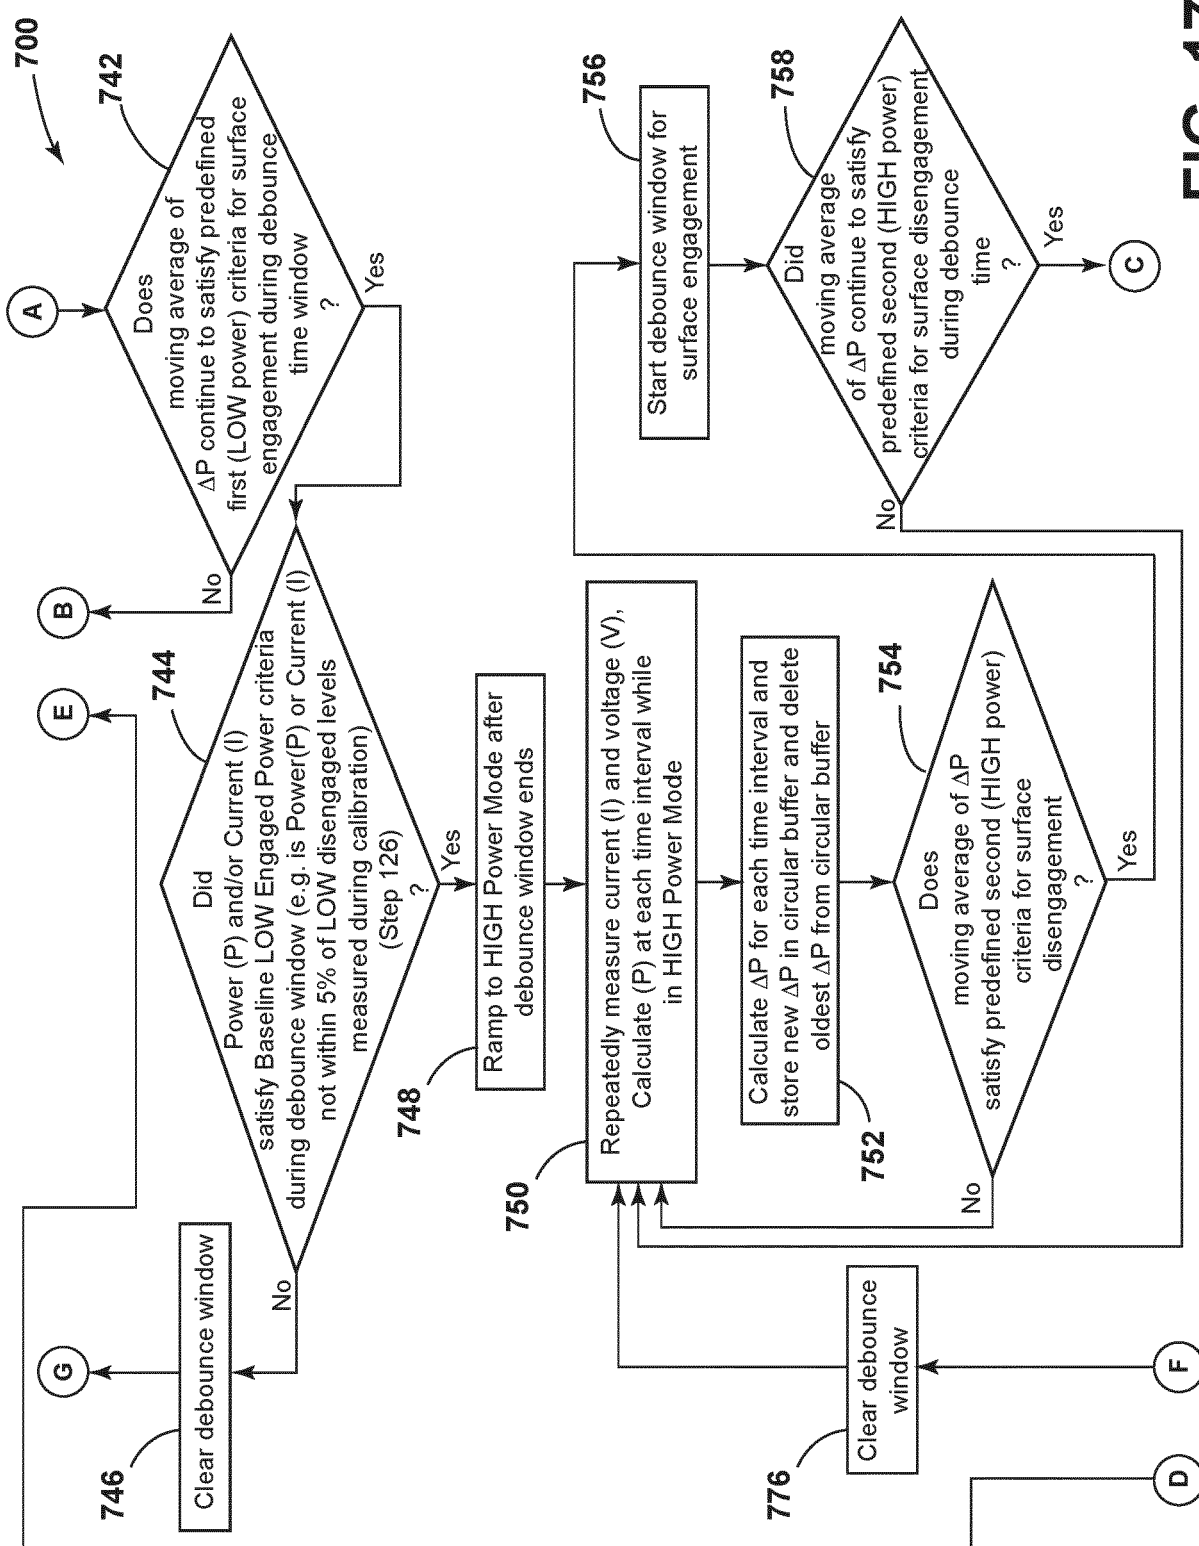 700
A
742
Does
moving average of
ΔP continue to satisfy predefined
first (LOW power) criteria for surface
engagement during debounce
time window
?
Yes
No
B
E
744
Did
Power (P) and/or Current (I)
satisfy Baseline LOW Engaged Power criteria
during debounce window (e.g. is Power(P) or Current (I)
not within 5% of LOW disengaged levels
measured during calibration)
(Step 126)
?
Yes
No
746
Clear debounce window
G
748
Ramp to HIGH Power Mode after
debounce window ends
750
Repeatedly measure current (I) and voltage (V),
Calculate (P) at each time interval while
in HIGH Power Mode
752
Calculate ΔP for each time interval and
store new ΔP in circular buffer and delete
oldest ΔP from circular buffer
754
Does
moving average of ΔP
satisfy predefined second (HIGH power)
criteria for surface
disengagement
?
Yes
No
756
Start debounce window for
surface engagement
758
Did
moving average
of ΔP continue to satisfy
predefined second (HIGH power)
criteria for surface disengagement
during debounce
time
?
Yes
No
C
776
Clear debounce
window
F
D